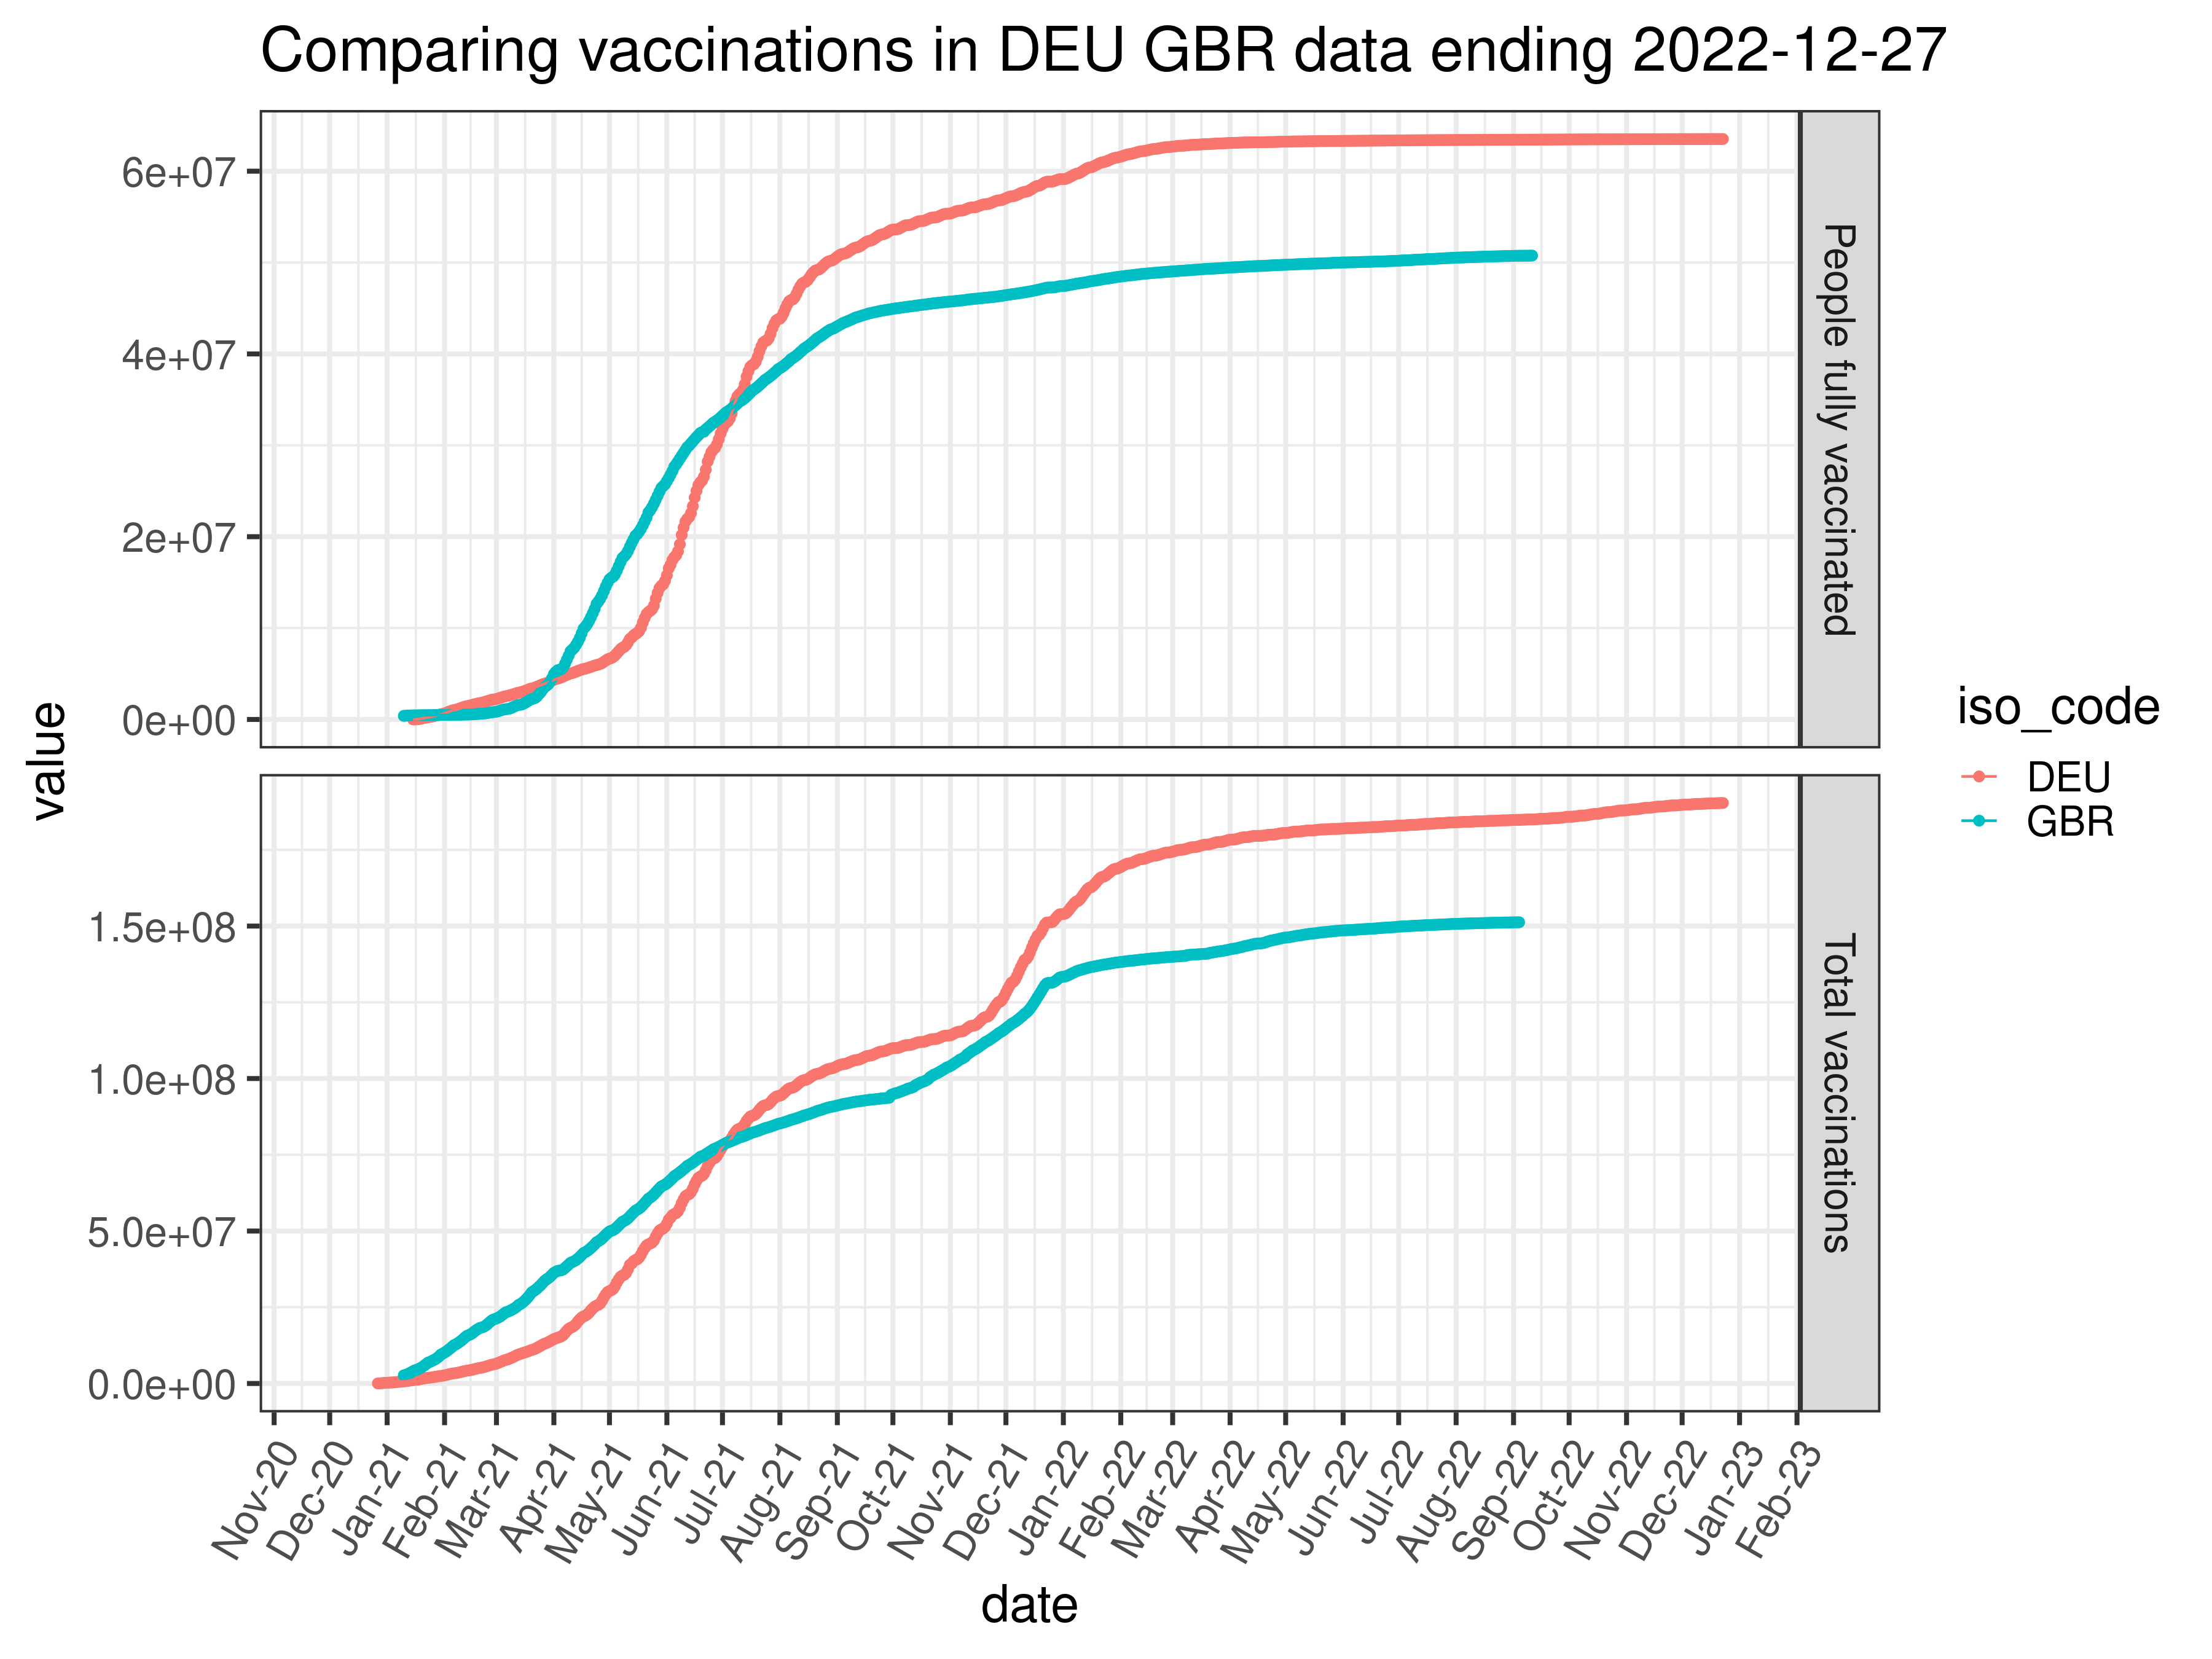 Comparing vaccinations in DEU GBR data ending 2022-12-27
value
6e+07
4e+07
2e+07
0e+00
People fully vaccinated
1.5e+08
1.0e+08
5.0e+07
0.0e+00
Total vaccinations
Nov-20
Dec-20
Jan-21
Feb-21
Mar-21
Apr-21
May-21
Jun-21
Jul-21
Aug-21
Sep-21
Oct-21
Nov-21
Dec-21
Jan-22
Feb-22
Mar-22
Apr-22
May-22
Jun-22
Jul-22
Aug-22
Sep-22
Oct-22
Nov-22
Dec-22
Jan-23
Feb-23
date
iso_code
DEU
GBR